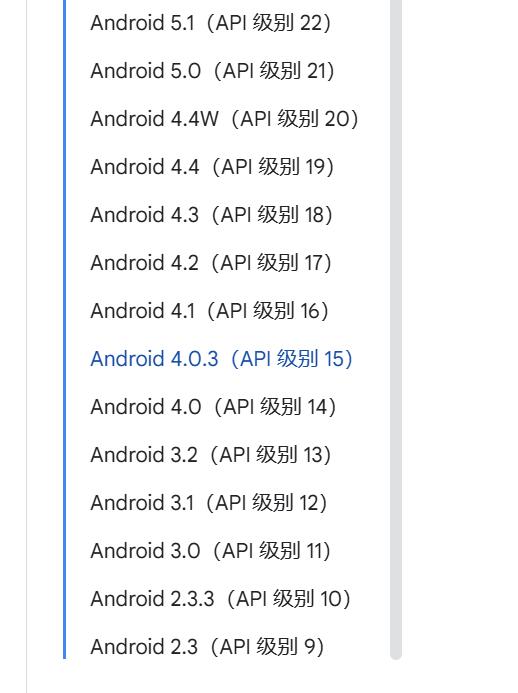 Android 5.1（API 级别 22）
Android 5.0（API 级别 21）
Android 4.4W（API 级别 20）
Android 4.4（API 级别 19）
Android 4.3（API 级别 18）
Android 4.2（API 级别 17）
Android 4.1（API 级别 16）
Android 4.0.3（API 级别 15）
Android 4.0（API 级别 14）
Android 3.2（API 级别 13）
Android 3.1（API 级别 12）
Android 3.0（API 级别 11）
Android 2.3.3（API 级别 10）
Android 2.3（API 级别 9）